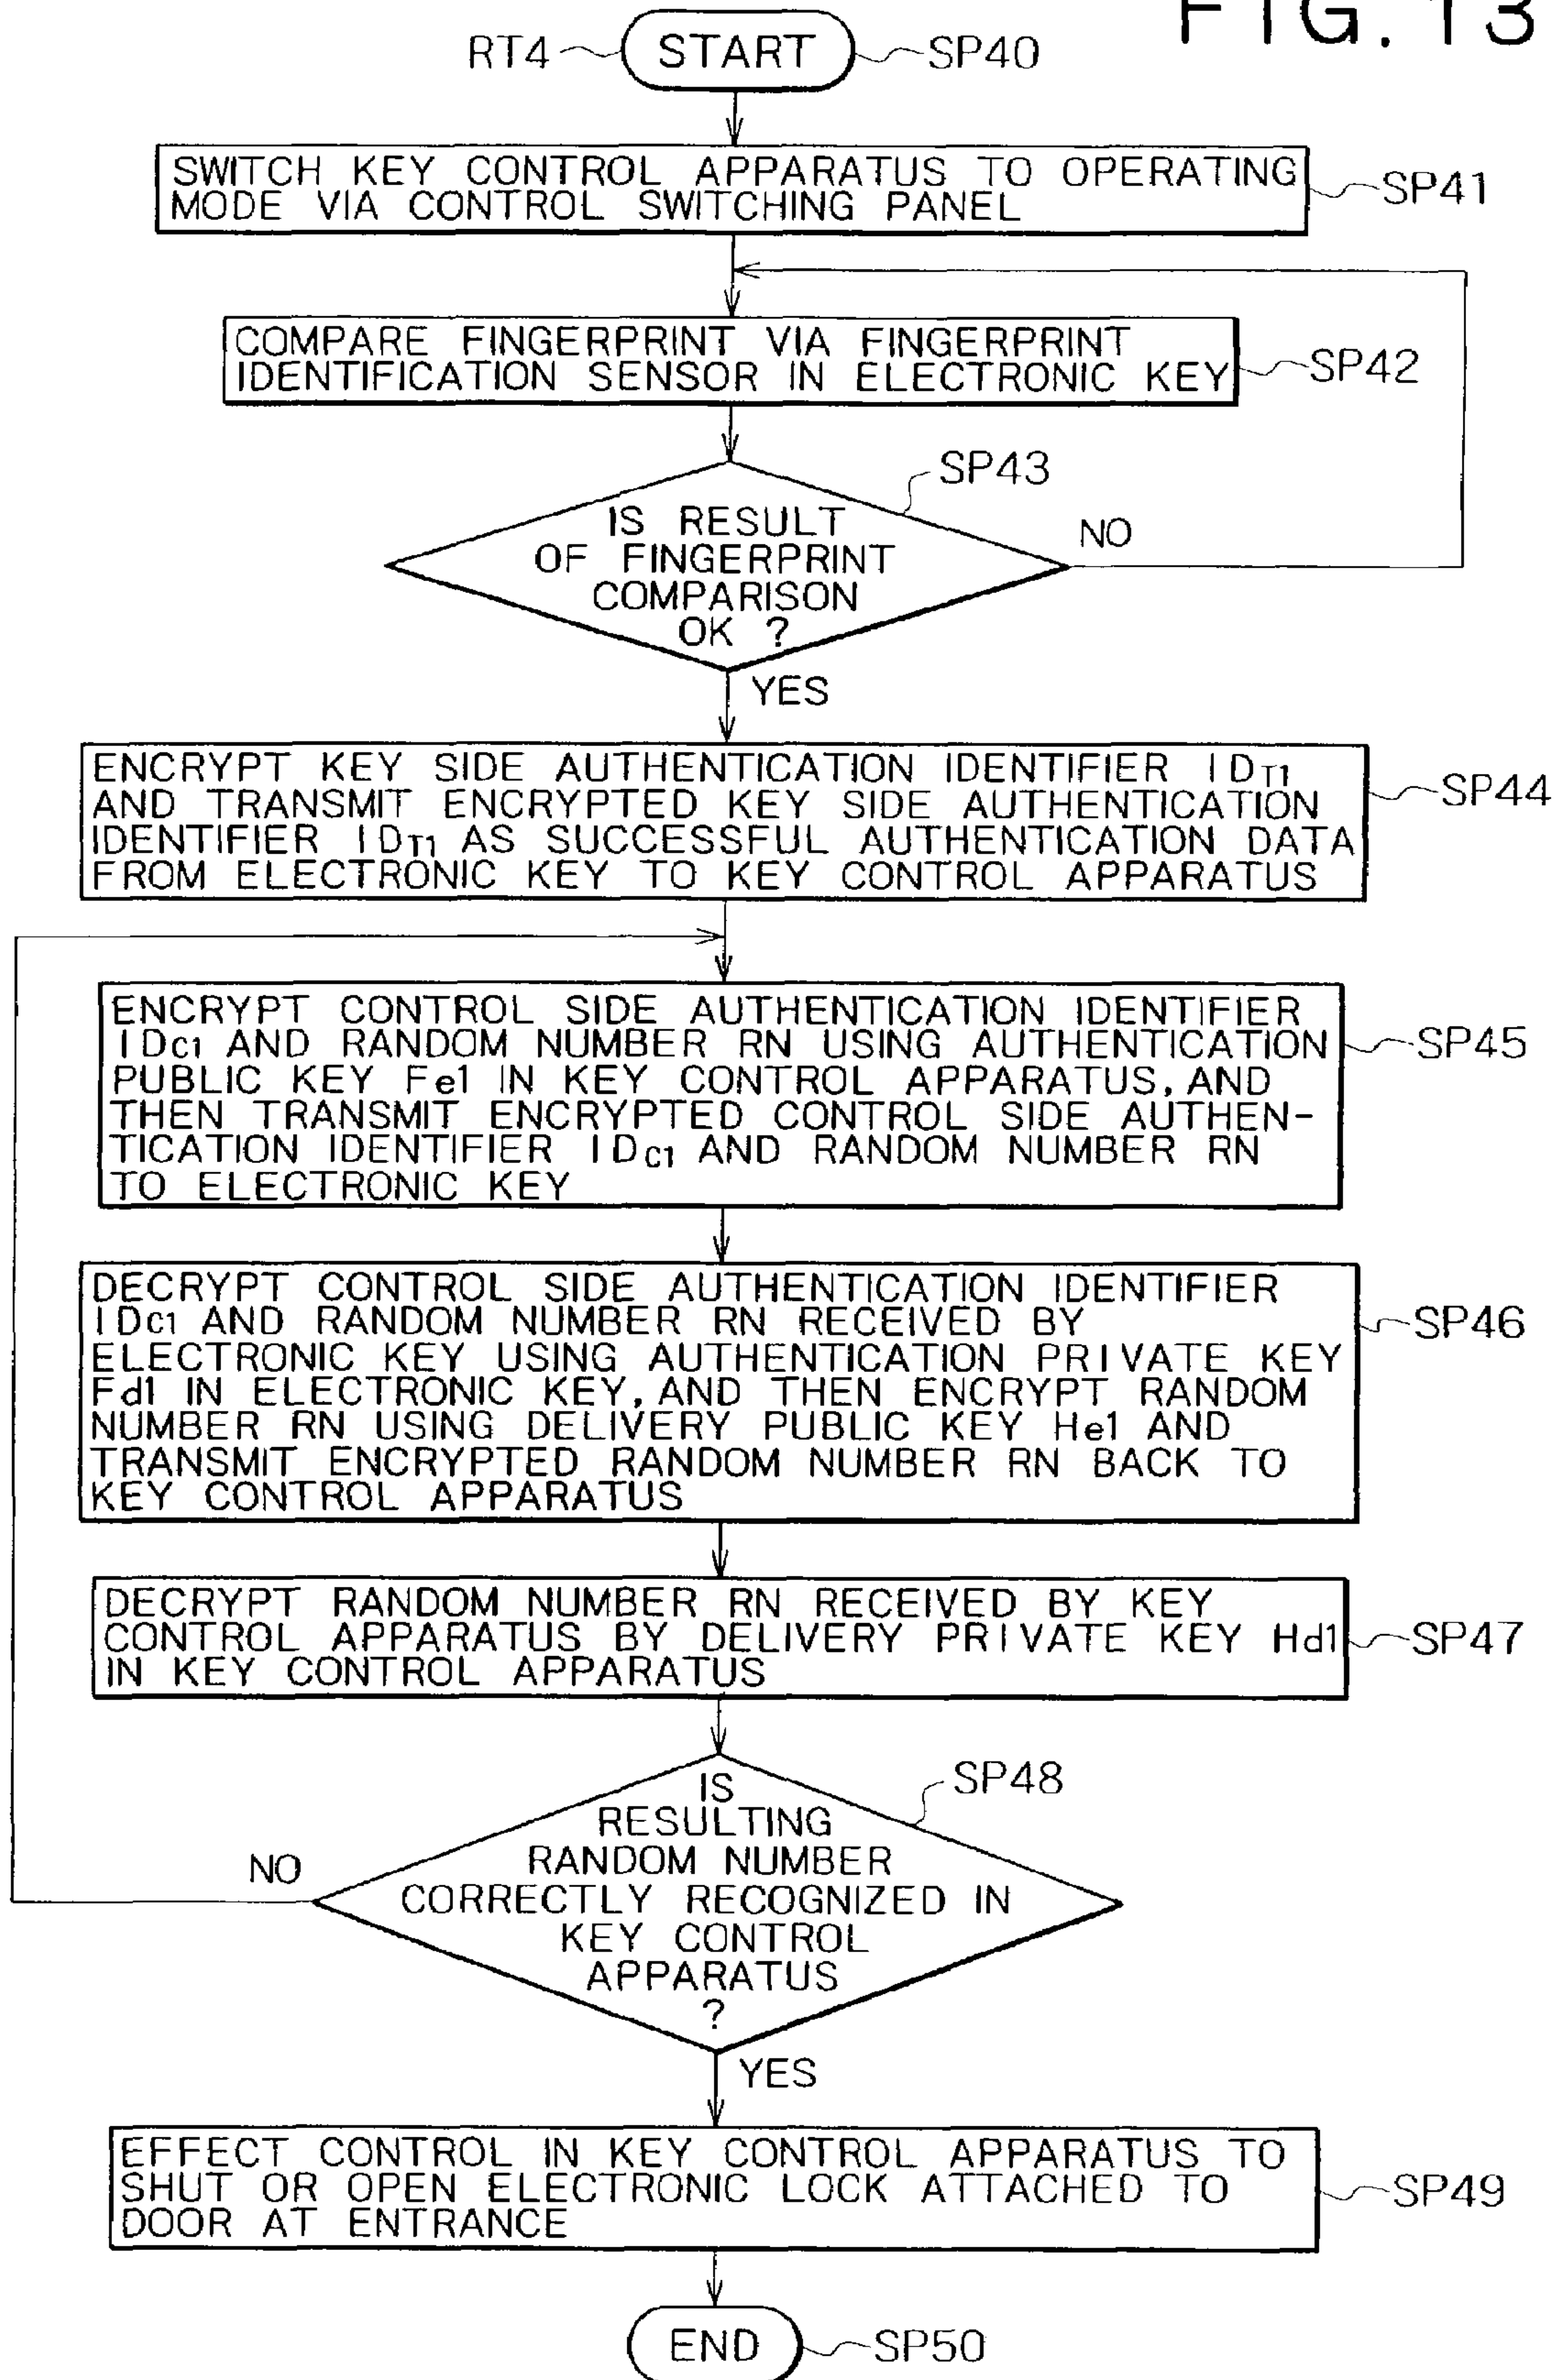 FIG. 13
RT4
START
SP40
SWITCH KEY CONTROL APPARATUS TO OPERATING
MODE VIA CONTROL SWITCHING PANEL
SP41
COMPARE FINGERPRINT VIA FINGERPRINT
IDENTIFICATION SENSOR IN ELECTRONIC KEY
SP42
SP43
IS RESULT
OF FINGERPRINT
COMPARISON
OK ?
NO
YES
ENCRYPT KEY SIDE AUTHENTICATION IDENTIFIER IDT1
AND TRANSMIT ENCRYPTED KEY SIDE AUTHENTICATION
IDENTIFIER IDT1 AS SUCCESSFUL AUTHENTICATION DATA
FROM ELECTRONIC KEY TO KEY CONTROL APPARATUS
SP44
ENCRYPT CONTROL SIDE AUTHENTICATION IDENTIFIER
IDC1 AND RANDOM NUMBER RN USING AUTHENTICATION
PUBLIC KEY Fe1 IN KEY CONTROL APPARATUS, AND
THEN TRANSMIT ENCRYPTED CONTROL SIDE AUTHEN-
TICATION IDENTIFIER IDC1 AND RANDOM NUMBER RN
TO ELECTRONIC KEY
SP45
DECRYPT CONTROL SIDE AUTHENTICATION IDENTIFIER
IDC1 AND RANDOM NUMBER RN RECEIVED BY
ELECTRONIC KEY USING AUTHENTICATION PRIVATE KEY
Fd1 IN ELECTRONIC KEY, AND THEN ENCRYPT RANDOM
NUMBER RN USING DELIVERY PUBLIC KEY He1 AND
TRANSMIT ENCRYPTED RANDOM NUMBER RN BACK TO
KEY CONTROL APPARATUS
SP46
DECRYPT RANDOM NUMBER RN RECEIVED BY KEY
CONTROL APPARATUS BY DELIVERY PRIVATE KEY Hd1
IN KEY CONTROL APPARATUS
SP47
SP48
IS
RESULTING
RANDOM NUMBER
CORRECTLY RECOGNIZED IN
KEY CONTROL
APPARATUS
?
NO
YES
EFFECT CONTROL IN KEY CONTROL APPARATUS TO
SHUT OR OPEN ELECTRONIC LOCK ATTACHED TO
DOOR AT ENTRANCE
SP49
END
SP50